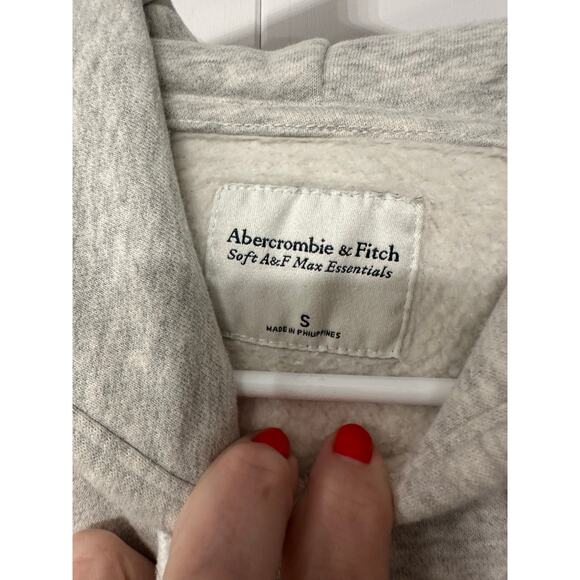 Abercrombie & Fitch
Soft A&F Max Essentials
S
MADE IN PHILIPPINES